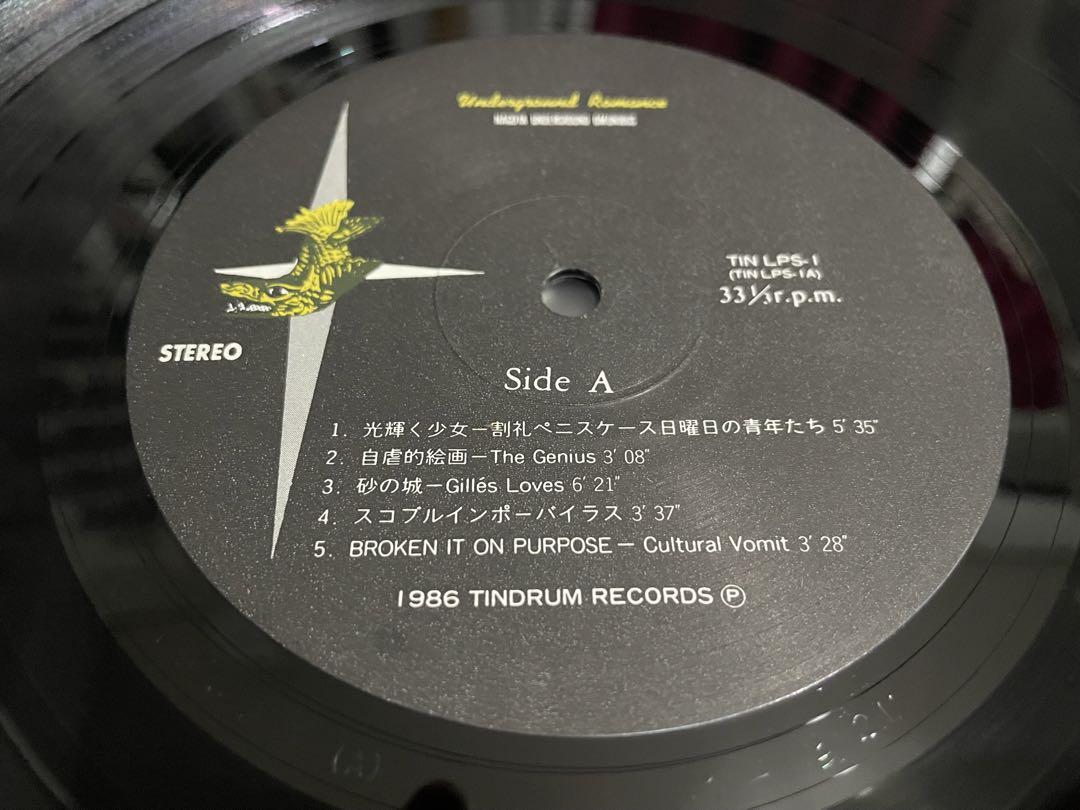 Underground Romance
TIN LPS-1
(TIN LPS-1A)
33 1/3 r.p.m.
STEREO
Side A
1. 光輝く少女ー割礼ペニスケース日曜日の青年たち 5′ 35″
2. 自虐的絵画ーThe Genius 3′ 08″
3. 砂の城ーGillés Loves 6′ 21″
4. スコブルインポーバイラス 3′ 37″
5. BROKEN IT ON PURPOSE ー Cultural Vomit 3′ 28″
1986 TINDRUM RECORDS Ⓟ
(A)